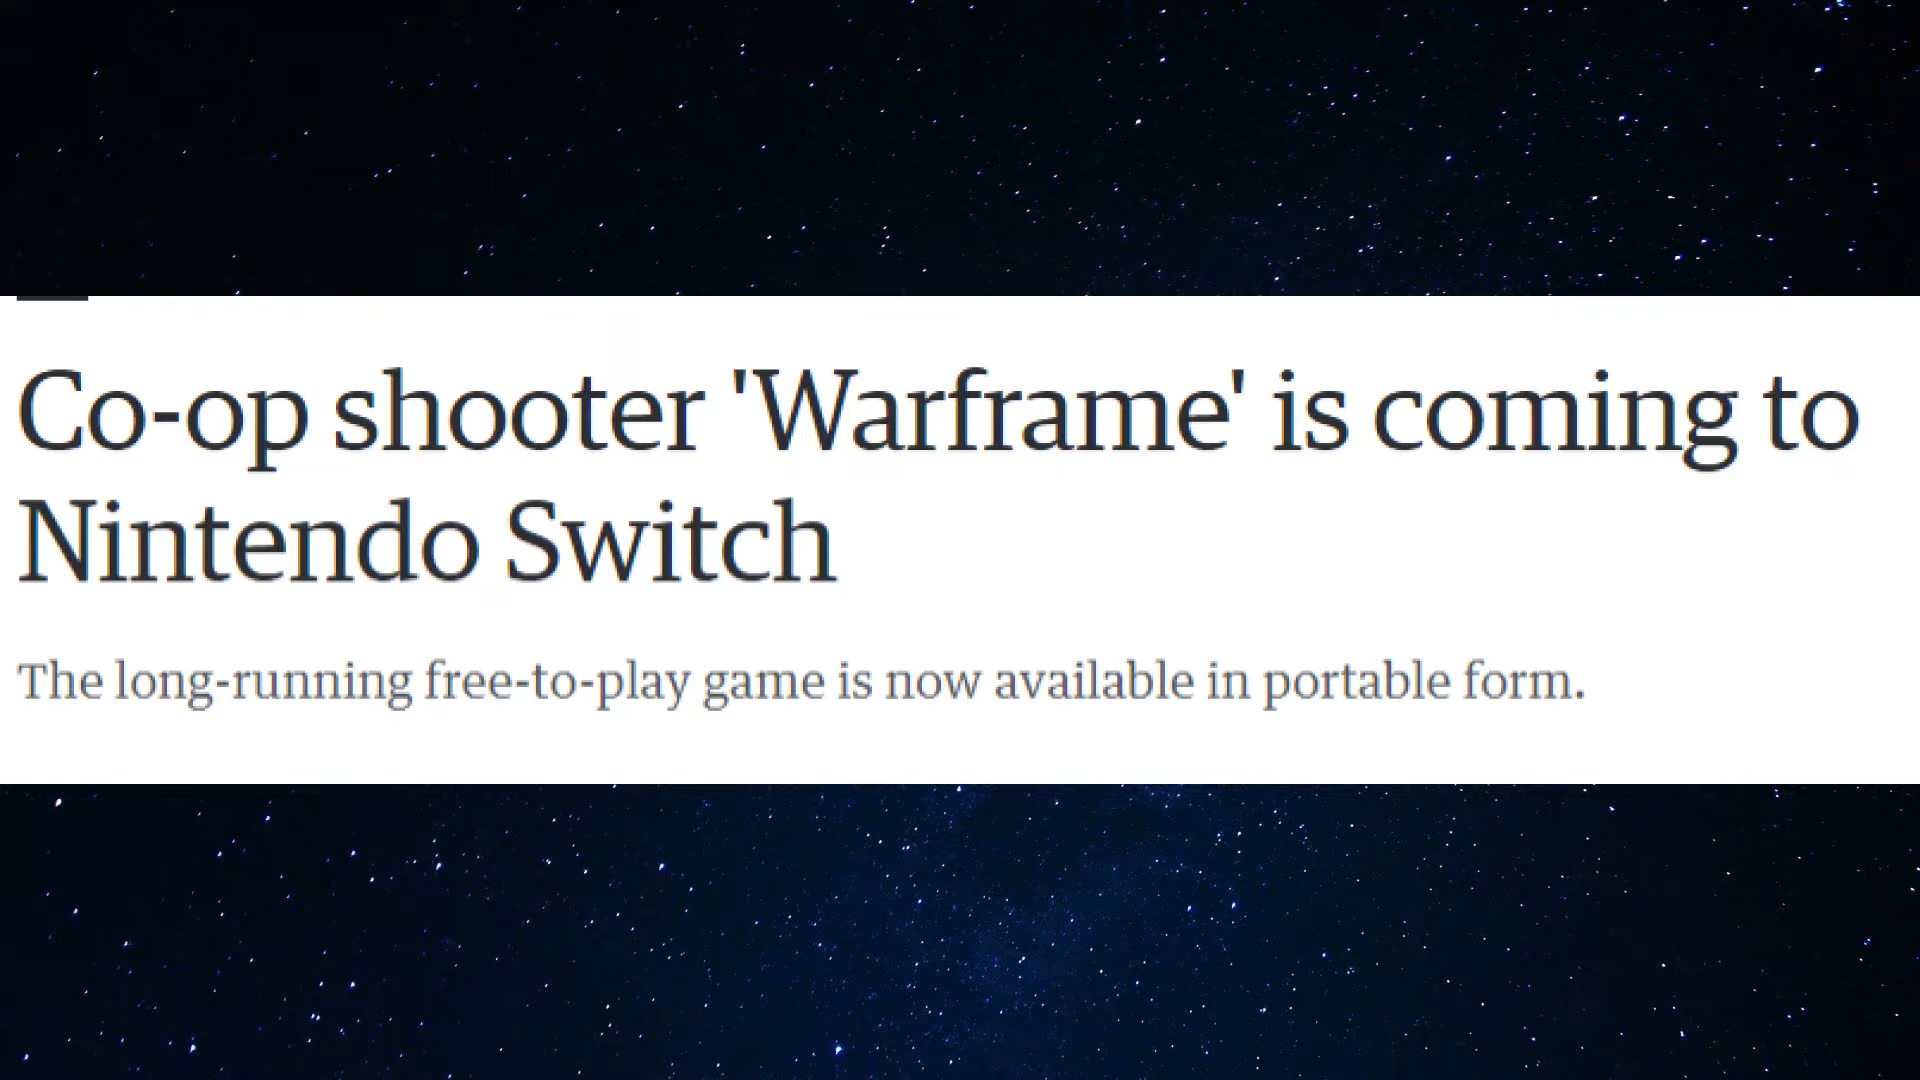 Co-op shooter 'Warframe' is coming to
Nintendo Switch
The long-running free-to-play game is now available in portable form.